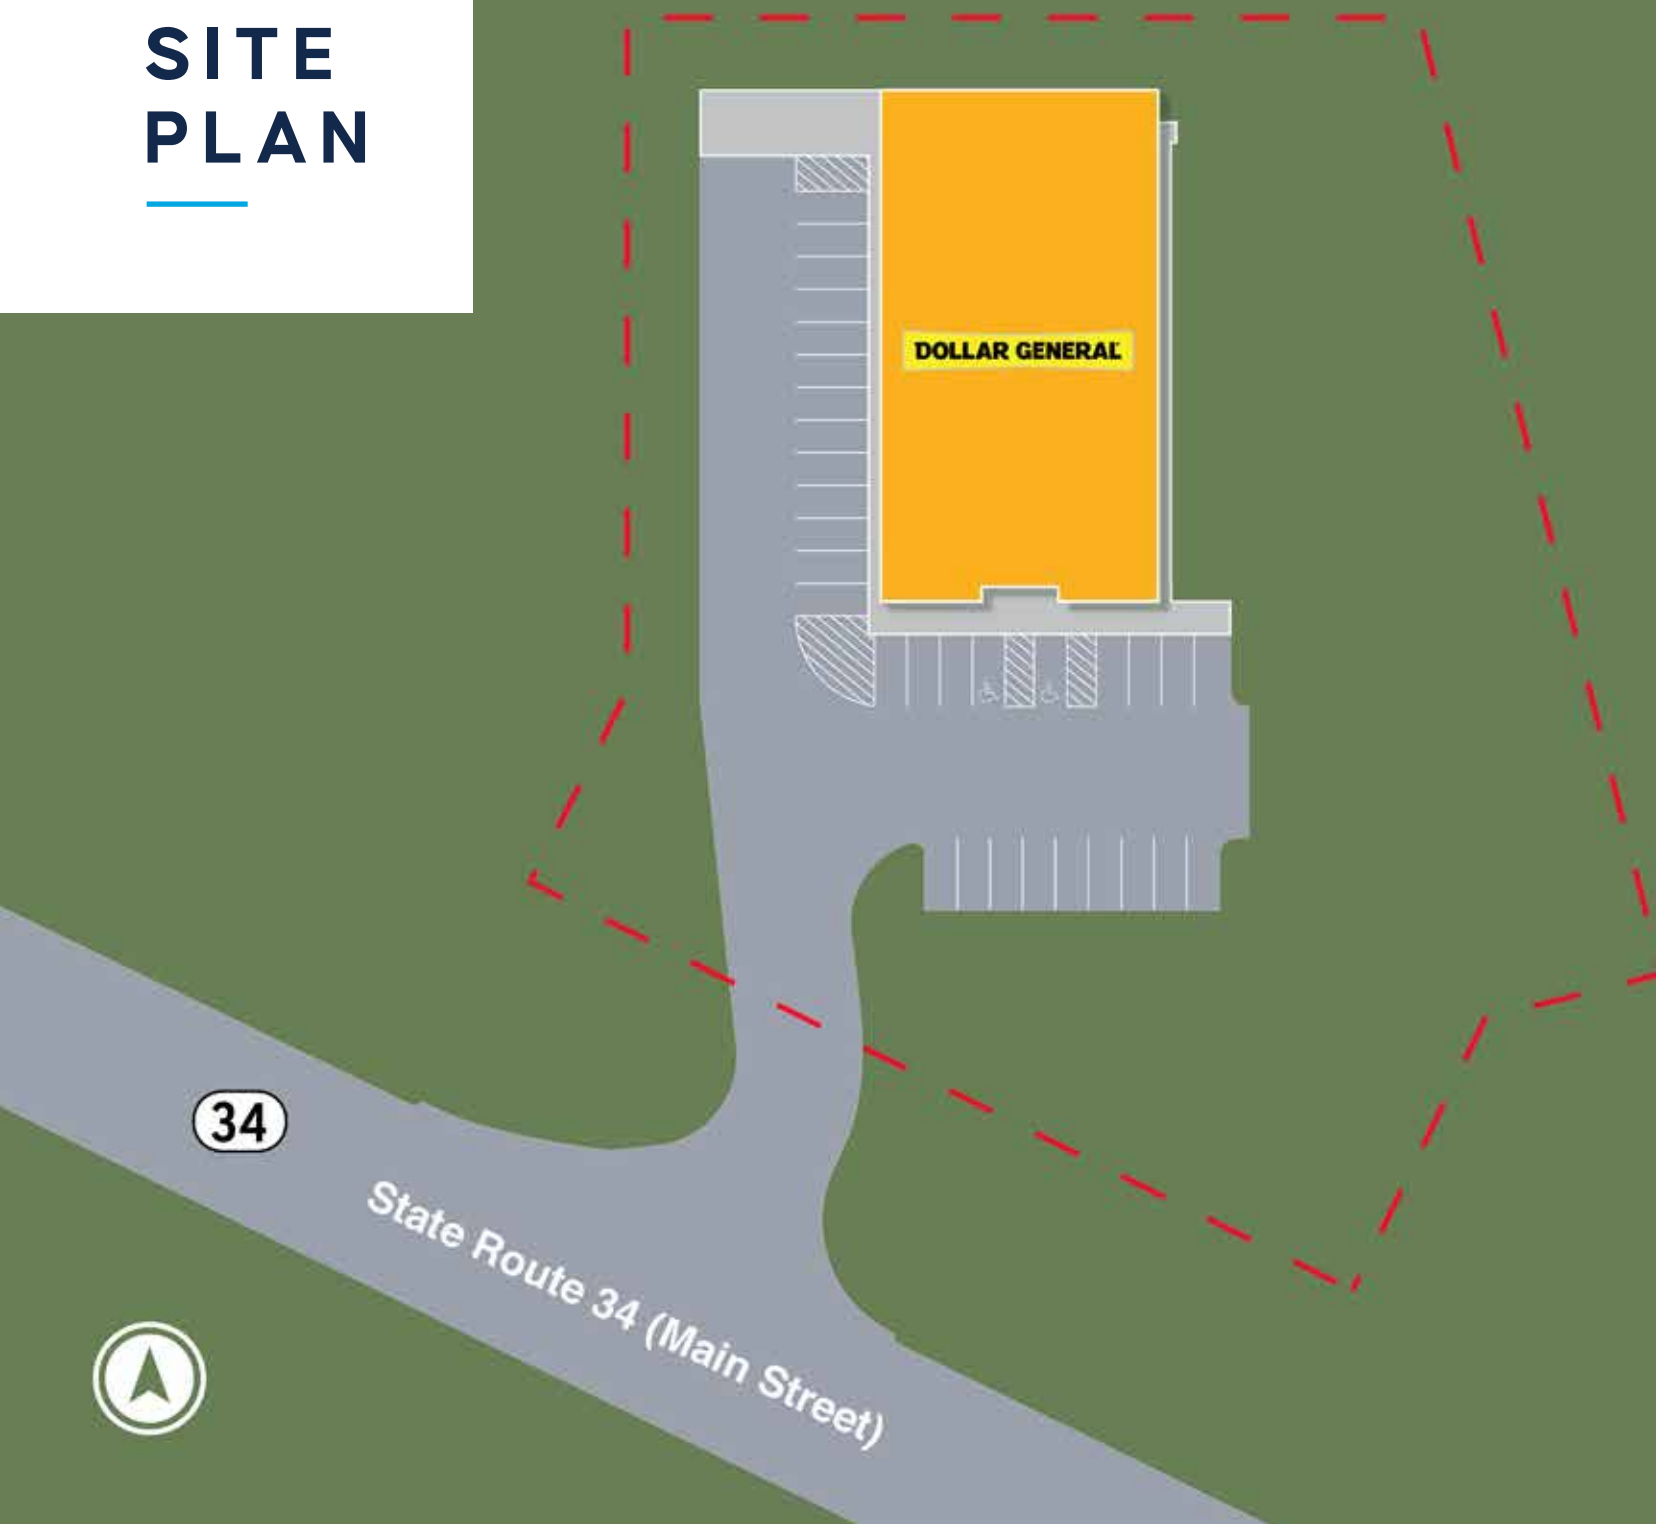 SITE
PLAN
DOLLAR GENERAL
34
State Route 34 (Main Street)